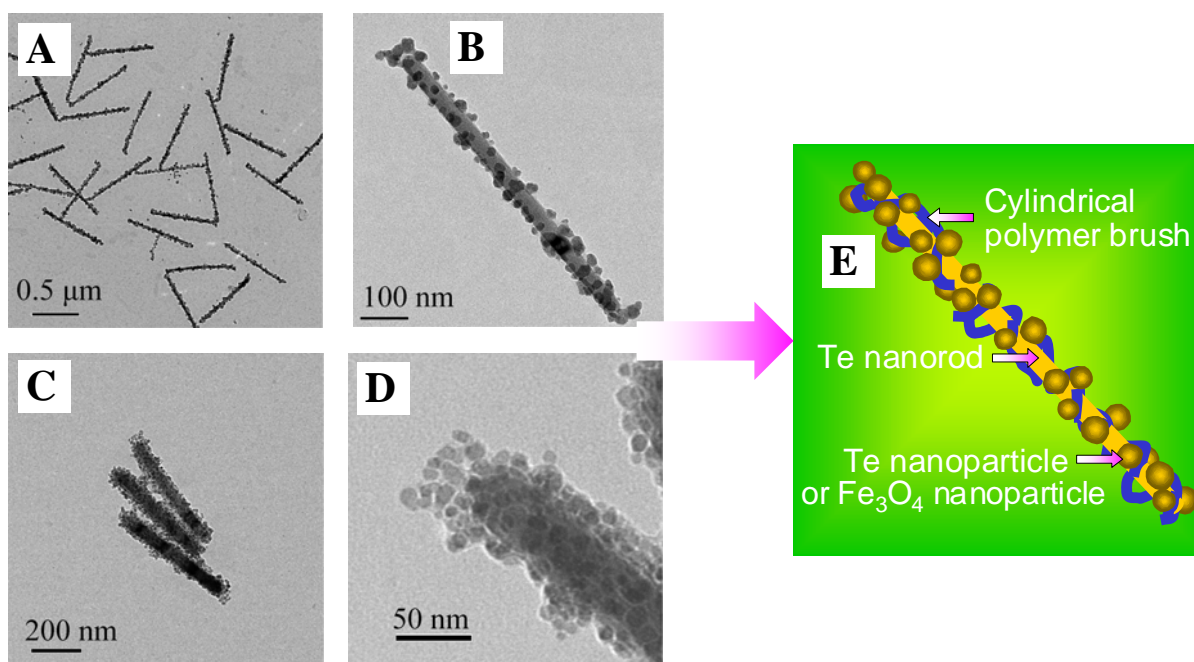 A
0.5 μm
B
100 nm
C
200 nm
D
50 nm
E
Cylindrical
polymer brush
Te nanorod
Te nanoparticle
or Fe₃O₄ nanoparticle